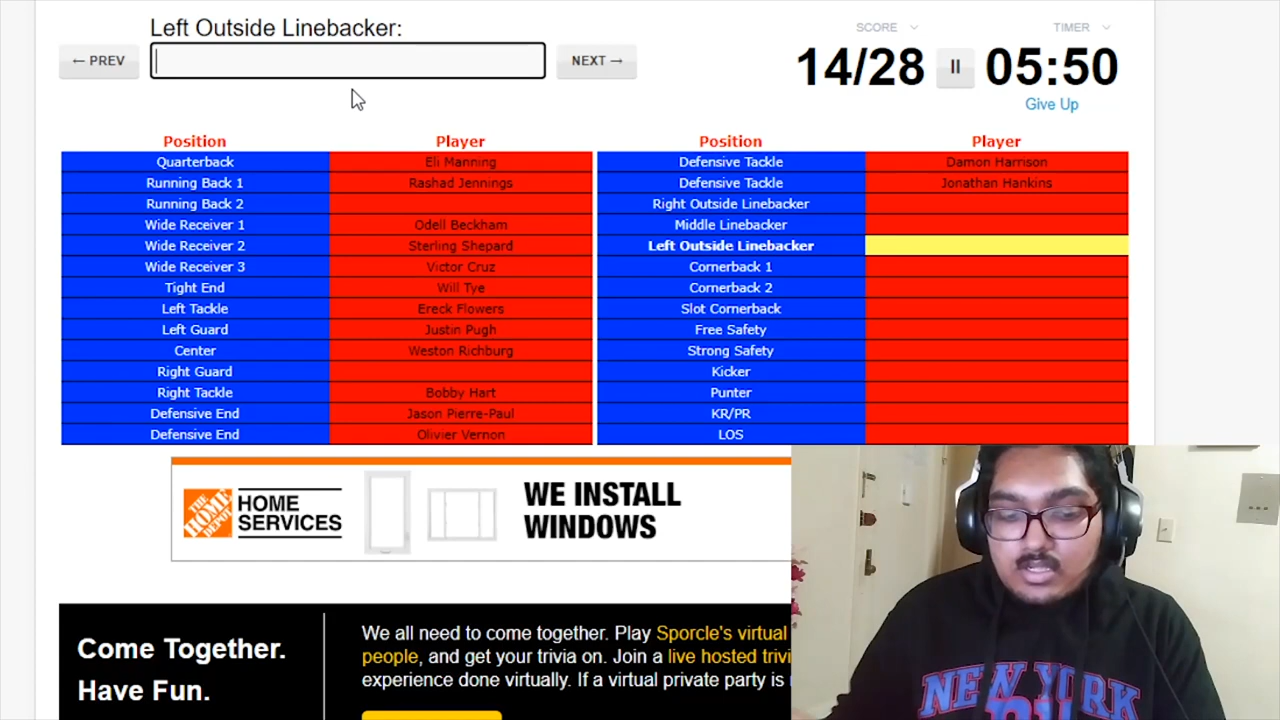 Left Outside Linebacker:
← PREV
NEXT →
SCORE
14/28
TIMER
05:50
Give Up
Position Player
Quarterback Eli Manning
Running Back 1 Rashad Jennings
Running Back 2
Wide Receiver 1 Odell Beckham
Wide Receiver 2 Sterling Shepard
Wide Receiver 3 Victor Cruz
Tight End Will Tye
Left Tackle Ereck Flowers
Left Guard Justin Pugh
Center Weston Richburg
Right Guard
Right Tackle Bobby Hart
Defensive End Jason Pierre-Paul
Defensive End Olivier Vernon
Position Player
Defensive Tackle Damon Harrison
Defensive Tackle Jonathan Hankins
Right Outside Linebacker
Middle Linebacker
Left Outside Linebacker
Cornerback 1
Cornerback 2
Slot Cornerback
Free Safety
Strong Safety
Kicker
Punter
KR/PR
LOS
THE HOME DEPOT
HOME
SERVICES
WE INSTALL
WINDOWS
Come Together.
Have Fun.
We all need to come together. Play Sporcle's virtual
people, and get your trivia on. Join a live hosted trivi
experience done virtually. If a virtual private party is
NEW YORK